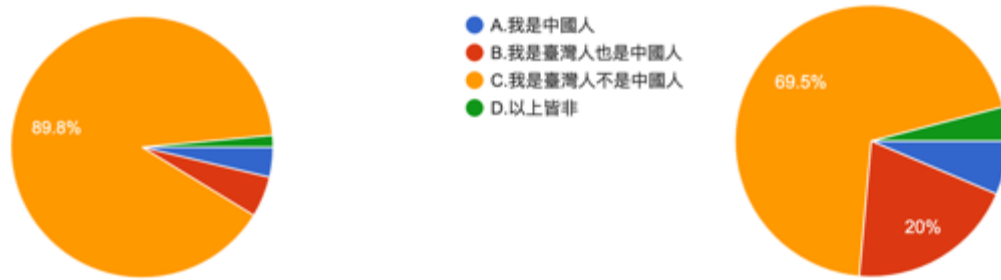 89.8%
A.我是中國人
B.我是臺灣人也是中國人
C.我是臺灣人不是中國人
D.以上皆非
69.5%
20%